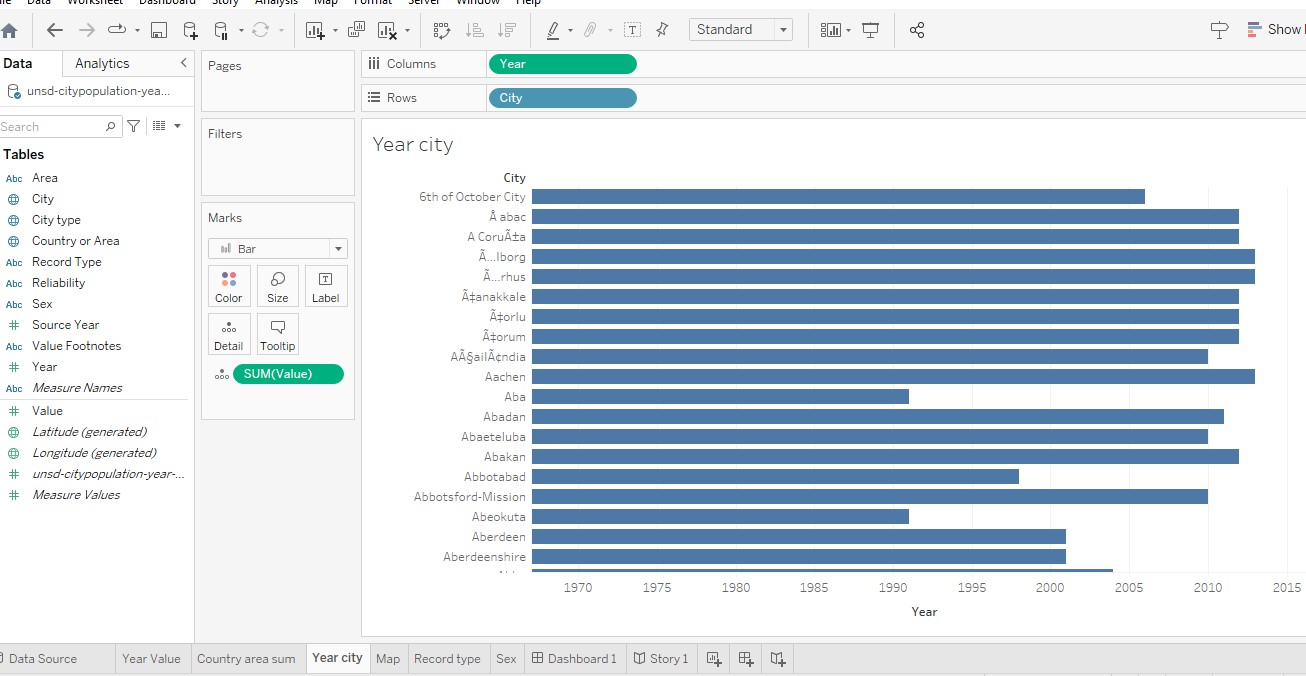 Data Worksheet Dashboard Story Analysis Map Format Server Window Help
Standard
Show
Data
Analytics
unsd-citypopulation-yea...
Search
Tables
Abc Area
City
City type
Country or Area
Abc Record Type
Abc Reliability
Abc Sex
Source Year
Abc Value Footnotes
Year
Abc Measure Names
Value
Latitude (generated)
Longitude (generated)
unsd-citypopulation-year-...
Measure Values
Pages
Filters
Marks
Bar
Color Size Label
Detail Tooltip
SUM(Value)
Columns Year
Rows City
Year city
City
6th of October City
Å abac
A CoruÃ±a
Ã...lborg
Ã...rhus
Ã‡anakkale
Ã‡orlu
Ã‡orum
AÃ§ailÃ¢ndia
Aachen
Aba
Abadan
Abaeteluba
Abakan
Abbotabad
Abbotsford-Mission
Abeokuta
Aberdeen
Aberdeenshire
1970 1975 1980 1985 1990 1995 2000 2005 2010 2015
Year
Data Source Year Value Country area sum Year city Map Record type Sex Dashboard 1 Story 1